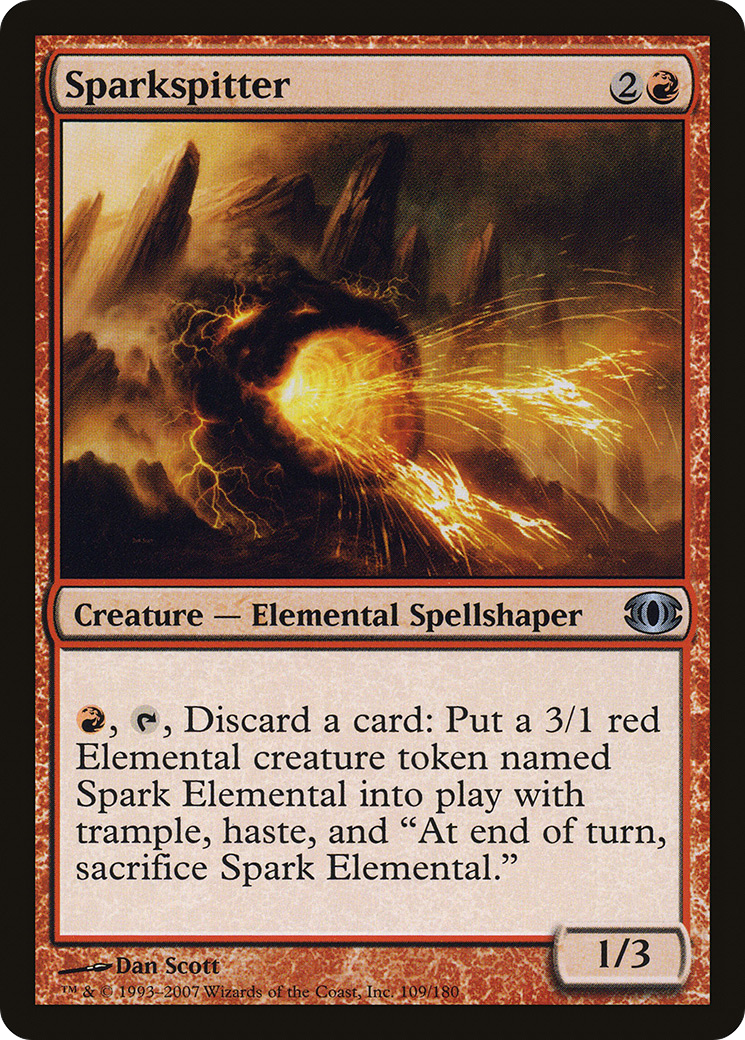 Sparkspitter 2
Creature — Elemental Spellshaper
, , Discard a card: Put a 3/1 red
Elemental creature token named
Spark Elemental into play with
trample, haste, and “At end of turn,
sacrifice Spark Elemental.”
1/3
Dan Scott
™ & © 1993–2007 Wizards of the Coast, Inc. 109/180